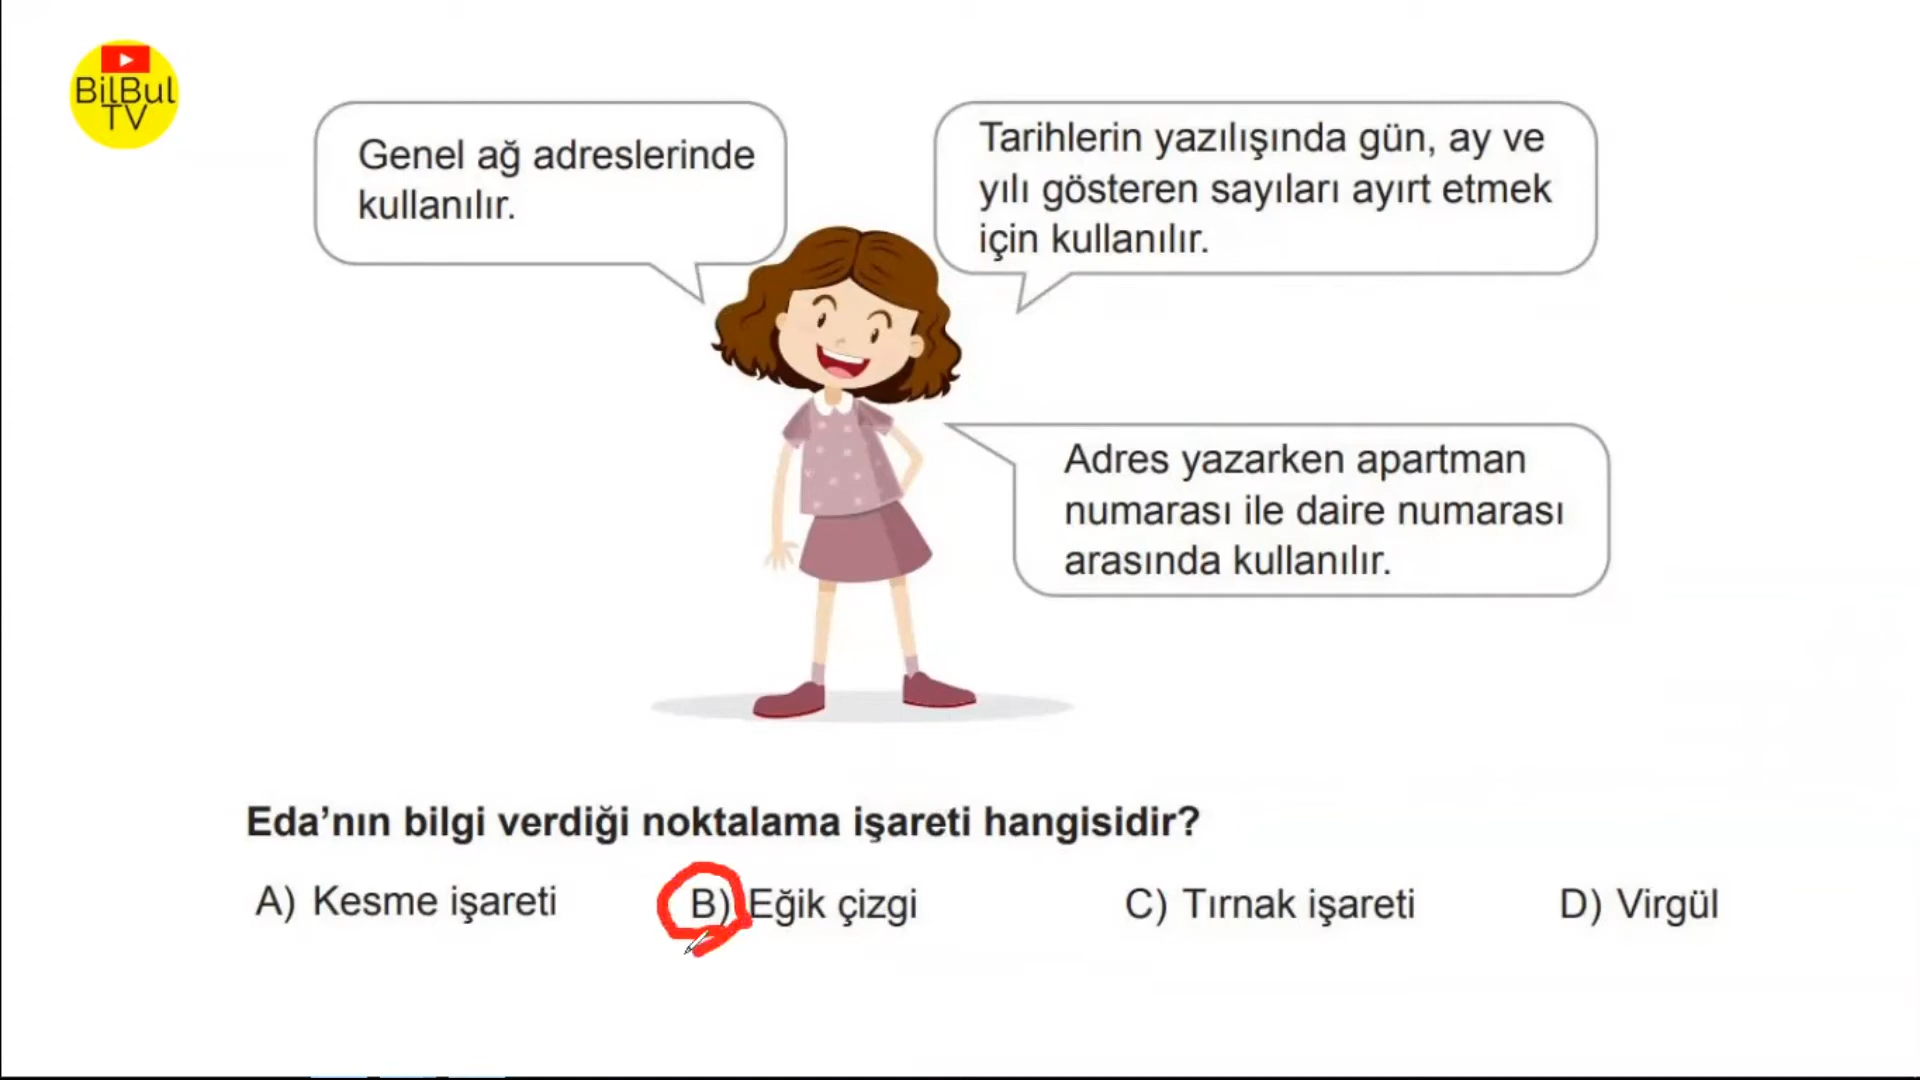 BilBul
TV
Genel ağ adreslerinde
kullanılır.
Tarihlerin yazılışında gün, ay ve
yılı gösteren sayıları ayırt etmek
için kullanılır.
Adres yazarken apartman
numarası ile daire numarası
arasında kullanılır.
Eda’nın bilgi verdiği noktalama işareti hangisidir?
A) Kesme işareti
B) Eğik çizgi
C) Tırnak işareti
D) Virgül